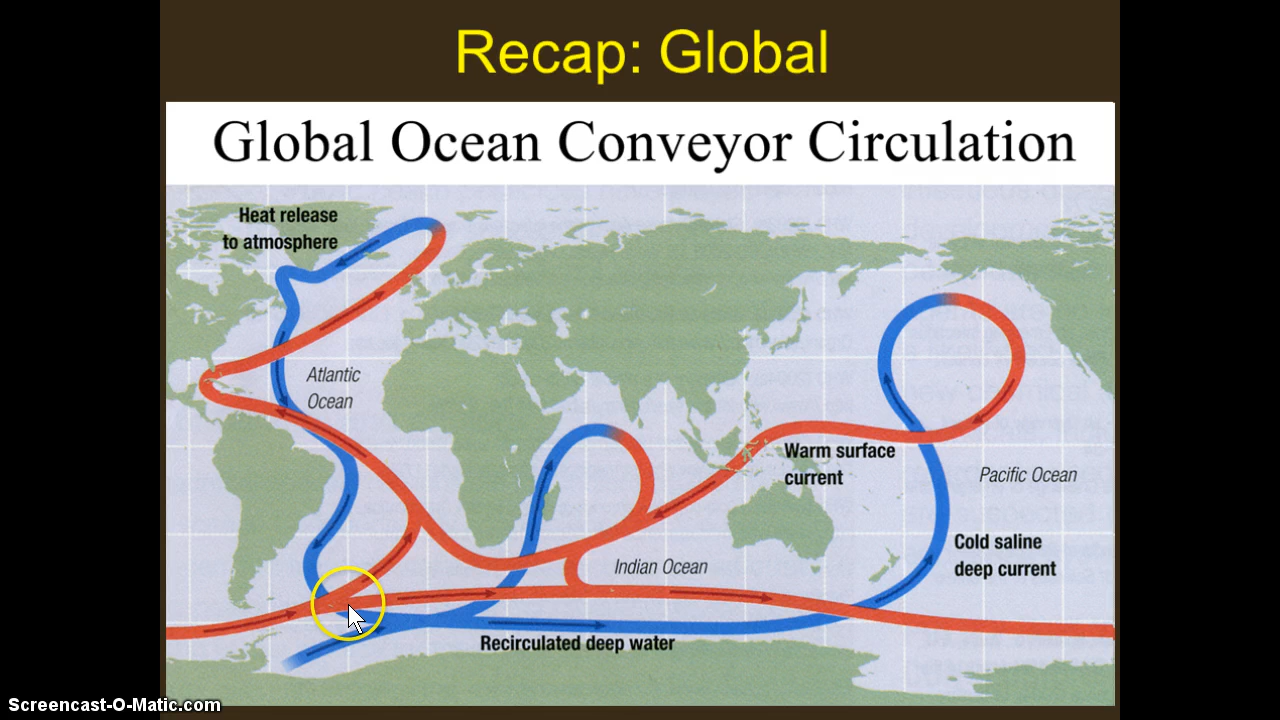 Recap: Global
Global Ocean Conveyor Circulation
Heat release
to atmosphere
Atlantic
Ocean
Warm surface
current
Pacific Ocean
Cold saline
deep current
Indian Ocean
Recirculated deep water
Screencast-O-Matic.com